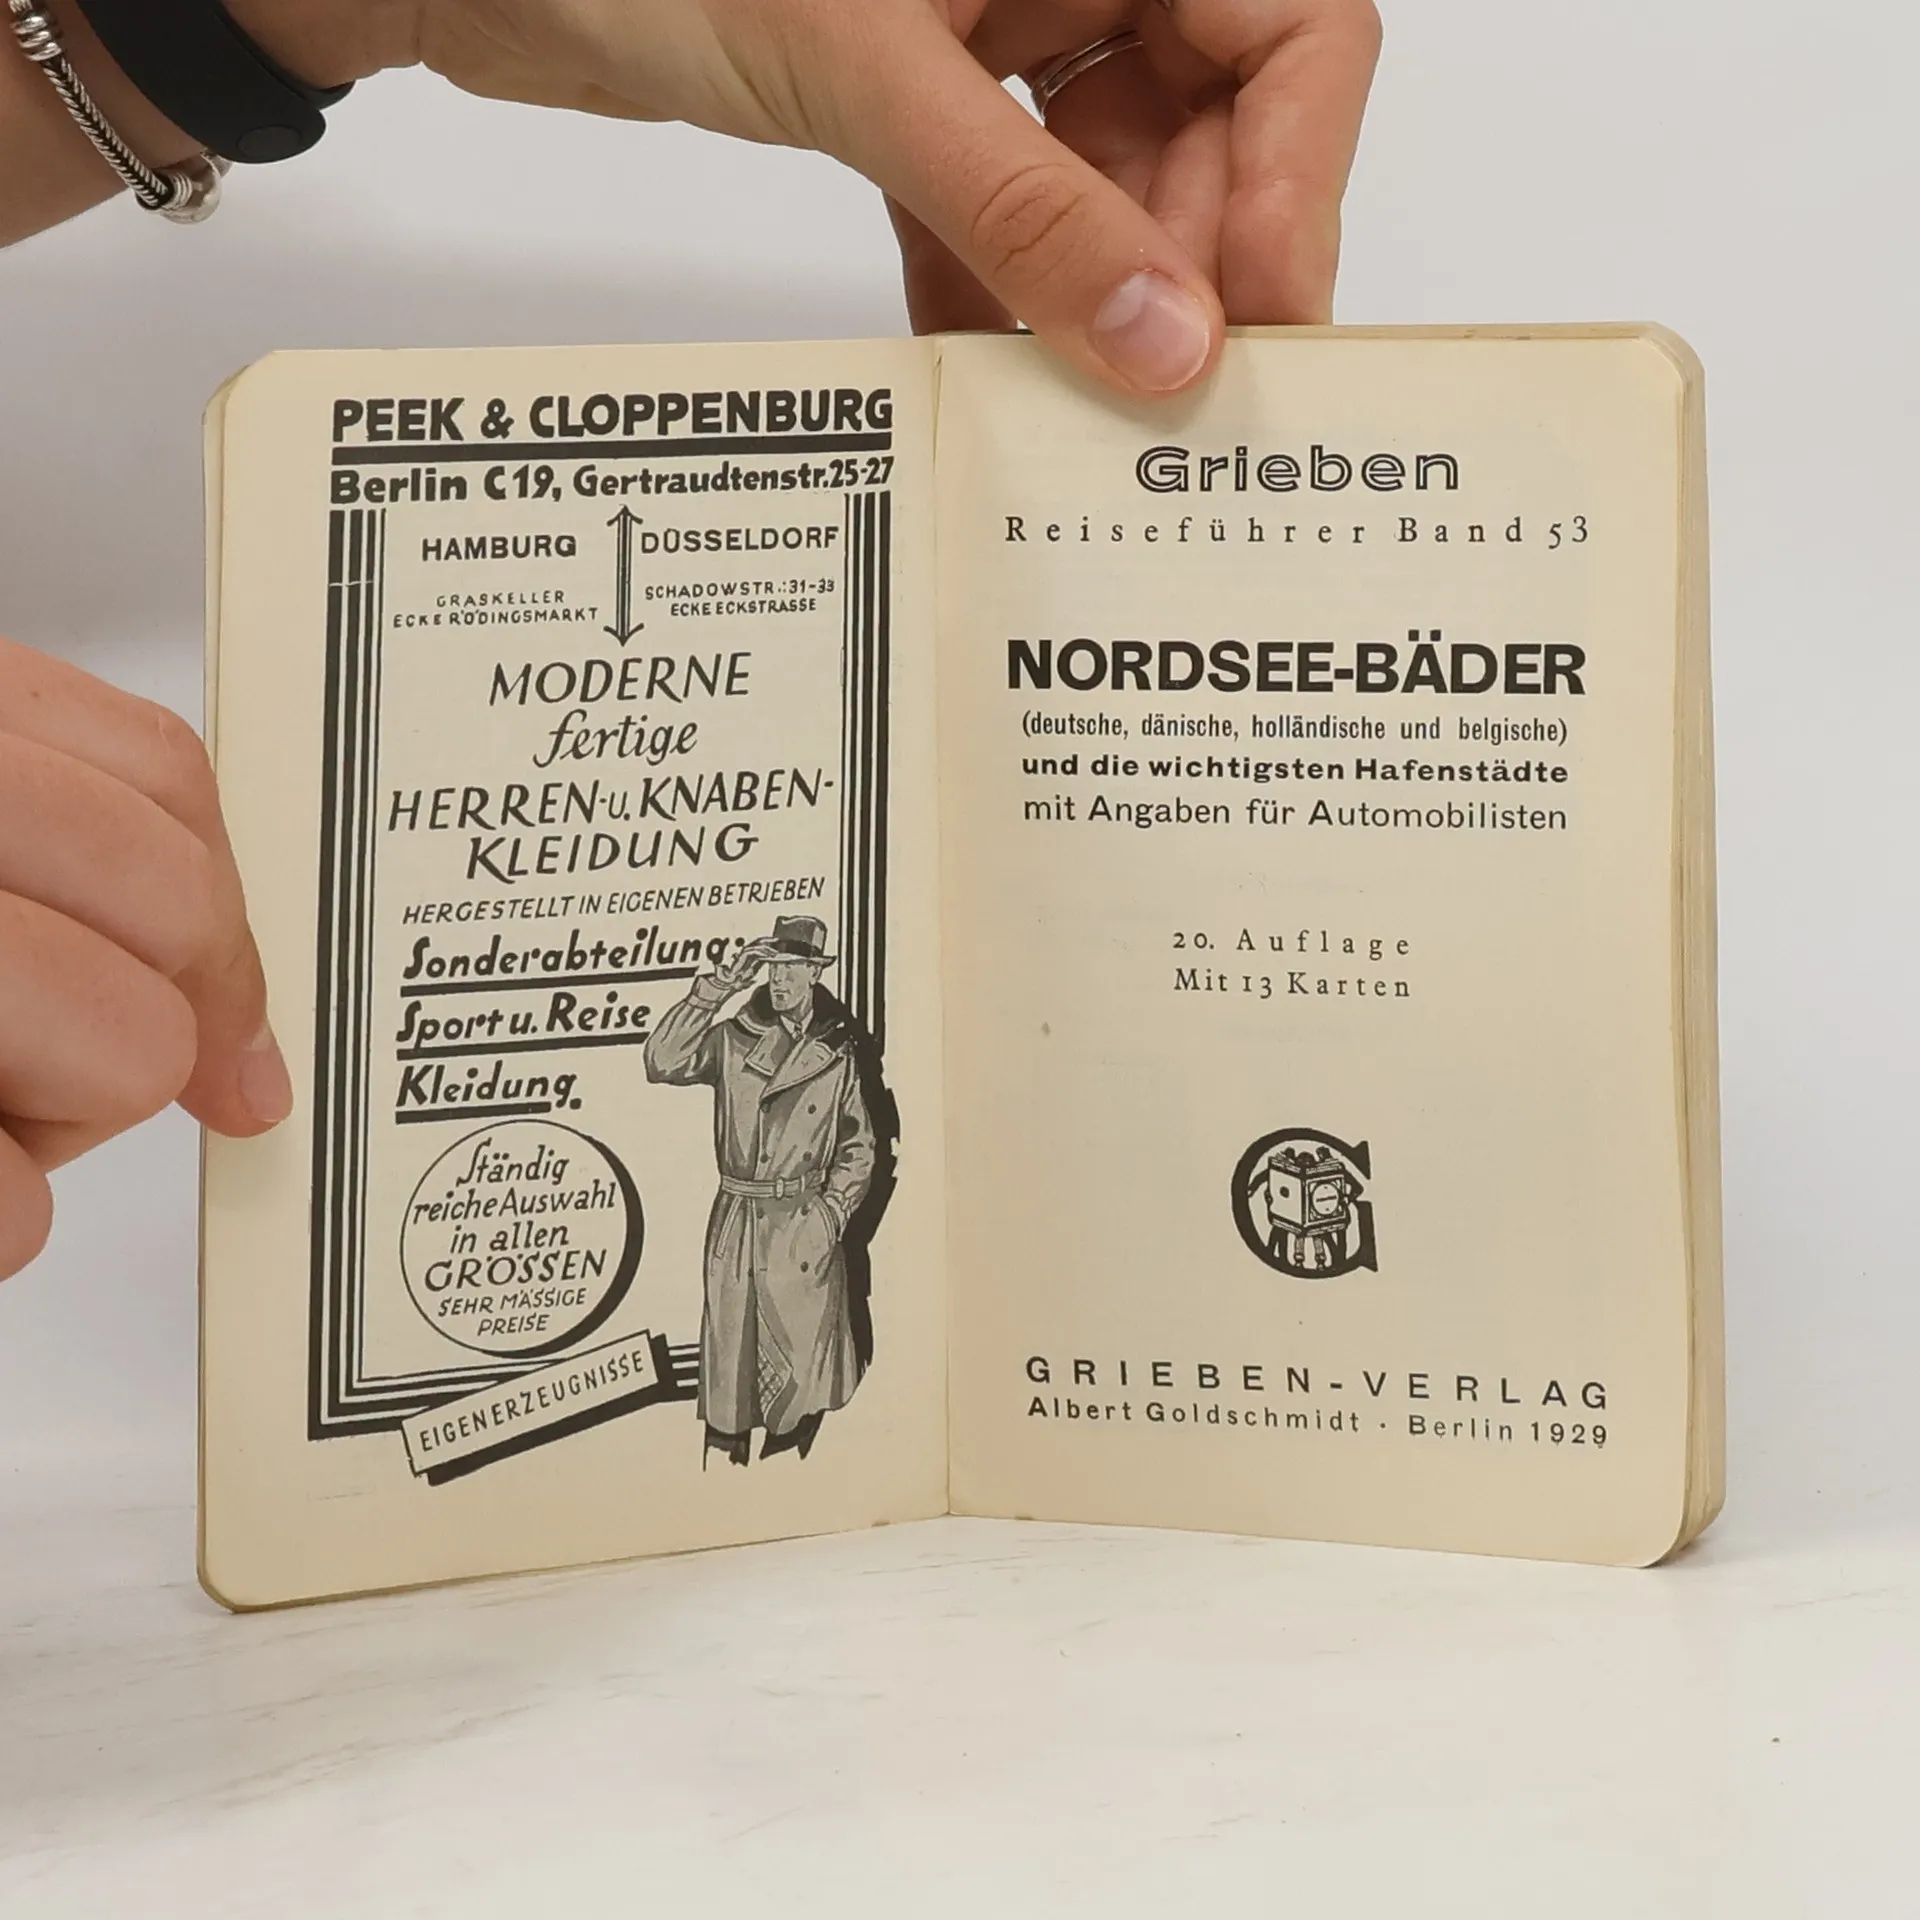 PEEK & CLOPPENBURG
Berlin C 19, Gertraudtenstr. 25-27
HAMBURG
GRASKELLER
ECKE RÖDINGSMARKT
DÜSSELDORF
SCHADOWSTR.:31-33
ECKE ECKSTRASSE
MODERNE
fertige
HERREN-u. KNABEN-
KLEIDUNG
HERGESTELLT IN EIGENEN BETRIEBEN
Sonderabteilung:
Sport u. Reise
Kleidung.
Ständig
reiche Auswahl
in allen
GRÖSSEN
SEHR MÄSSIGE
PREISE
EIGENERZEUGNISSE
Grieben
Reiseführer Band 53
NORDSEE-BÄDER
(deutsche, dänische, holländische und belgische)
und die wichtigsten Hafenstädte
mit Angaben für Automobilisten
20. Auflage
Mit 13 Karten
G
GRIEBEN-VERLAG
Albert Goldschmidt · Berlin 1929